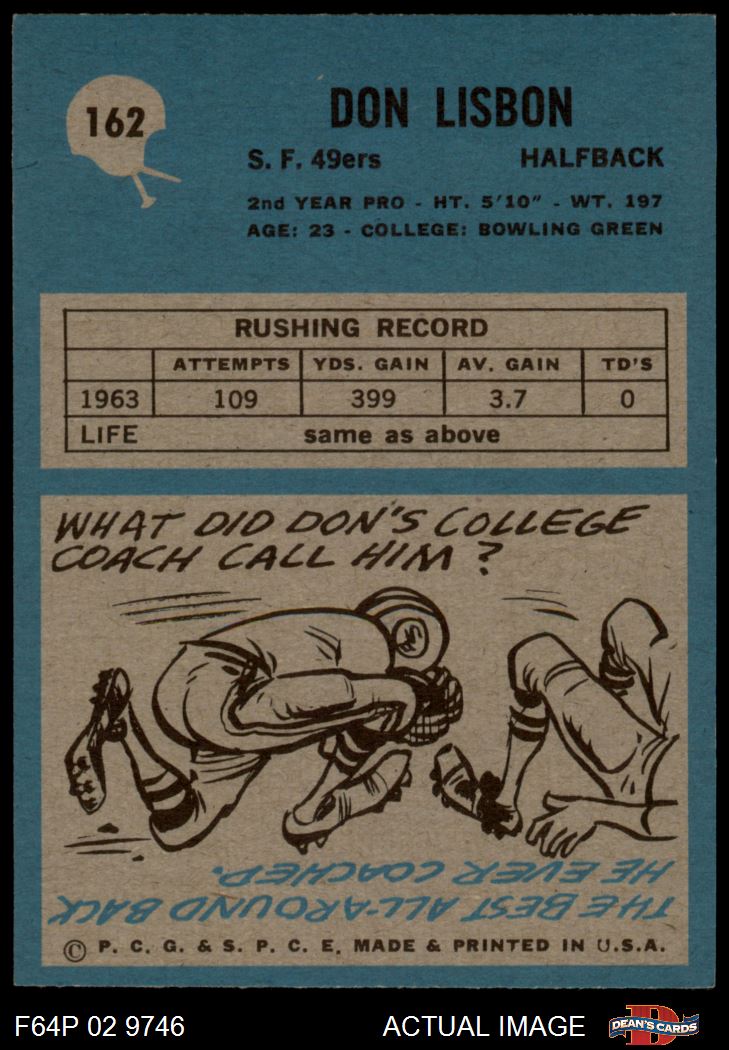 162
DON LISBON
S. F. 49ers HALFBACK
2nd YEAR PRO - HT. 5'10" - WT. 197
AGE: 23 - COLLEGE: BOWLING GREEN
RUSHING RECORD
ATTEMPTS YDS. GAIN AV. GAIN TD'S
1963 109 399 3.7 0
LIFE same as above
WHAT DID DON'S COLLEGE
COACH CALL HIM?
SF
THE BEST ALL-AROUND BACK
HE EVER COACHED.
© P. C. G. & S. P. C. E. MADE & PRINTED IN U.S.A.
F64P 02 9746 ACTUAL IMAGE D DEAN'S CARDS